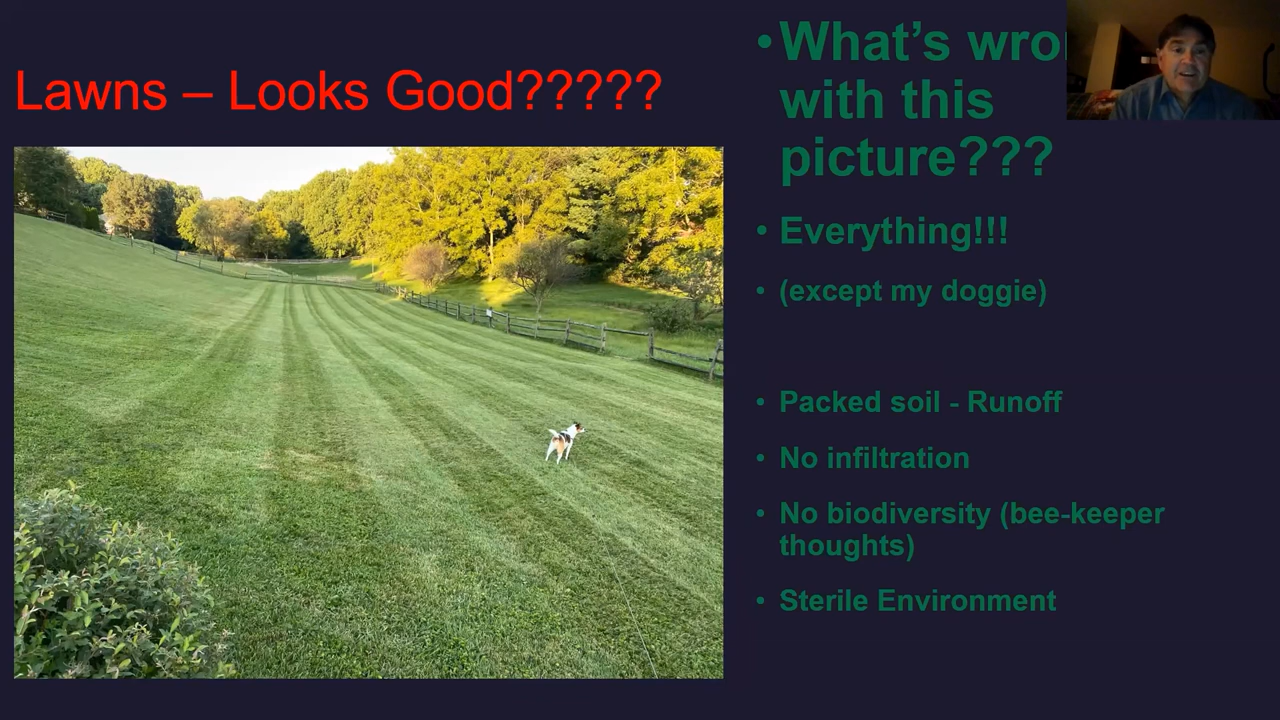 Lawns – Looks Good?????
•What's wro
with this
picture???
• Everything!!!
• (except my doggie)
• Packed soil - Runoff
• No infiltration
• No biodiversity (bee-keeper
thoughts)
• Sterile Environment